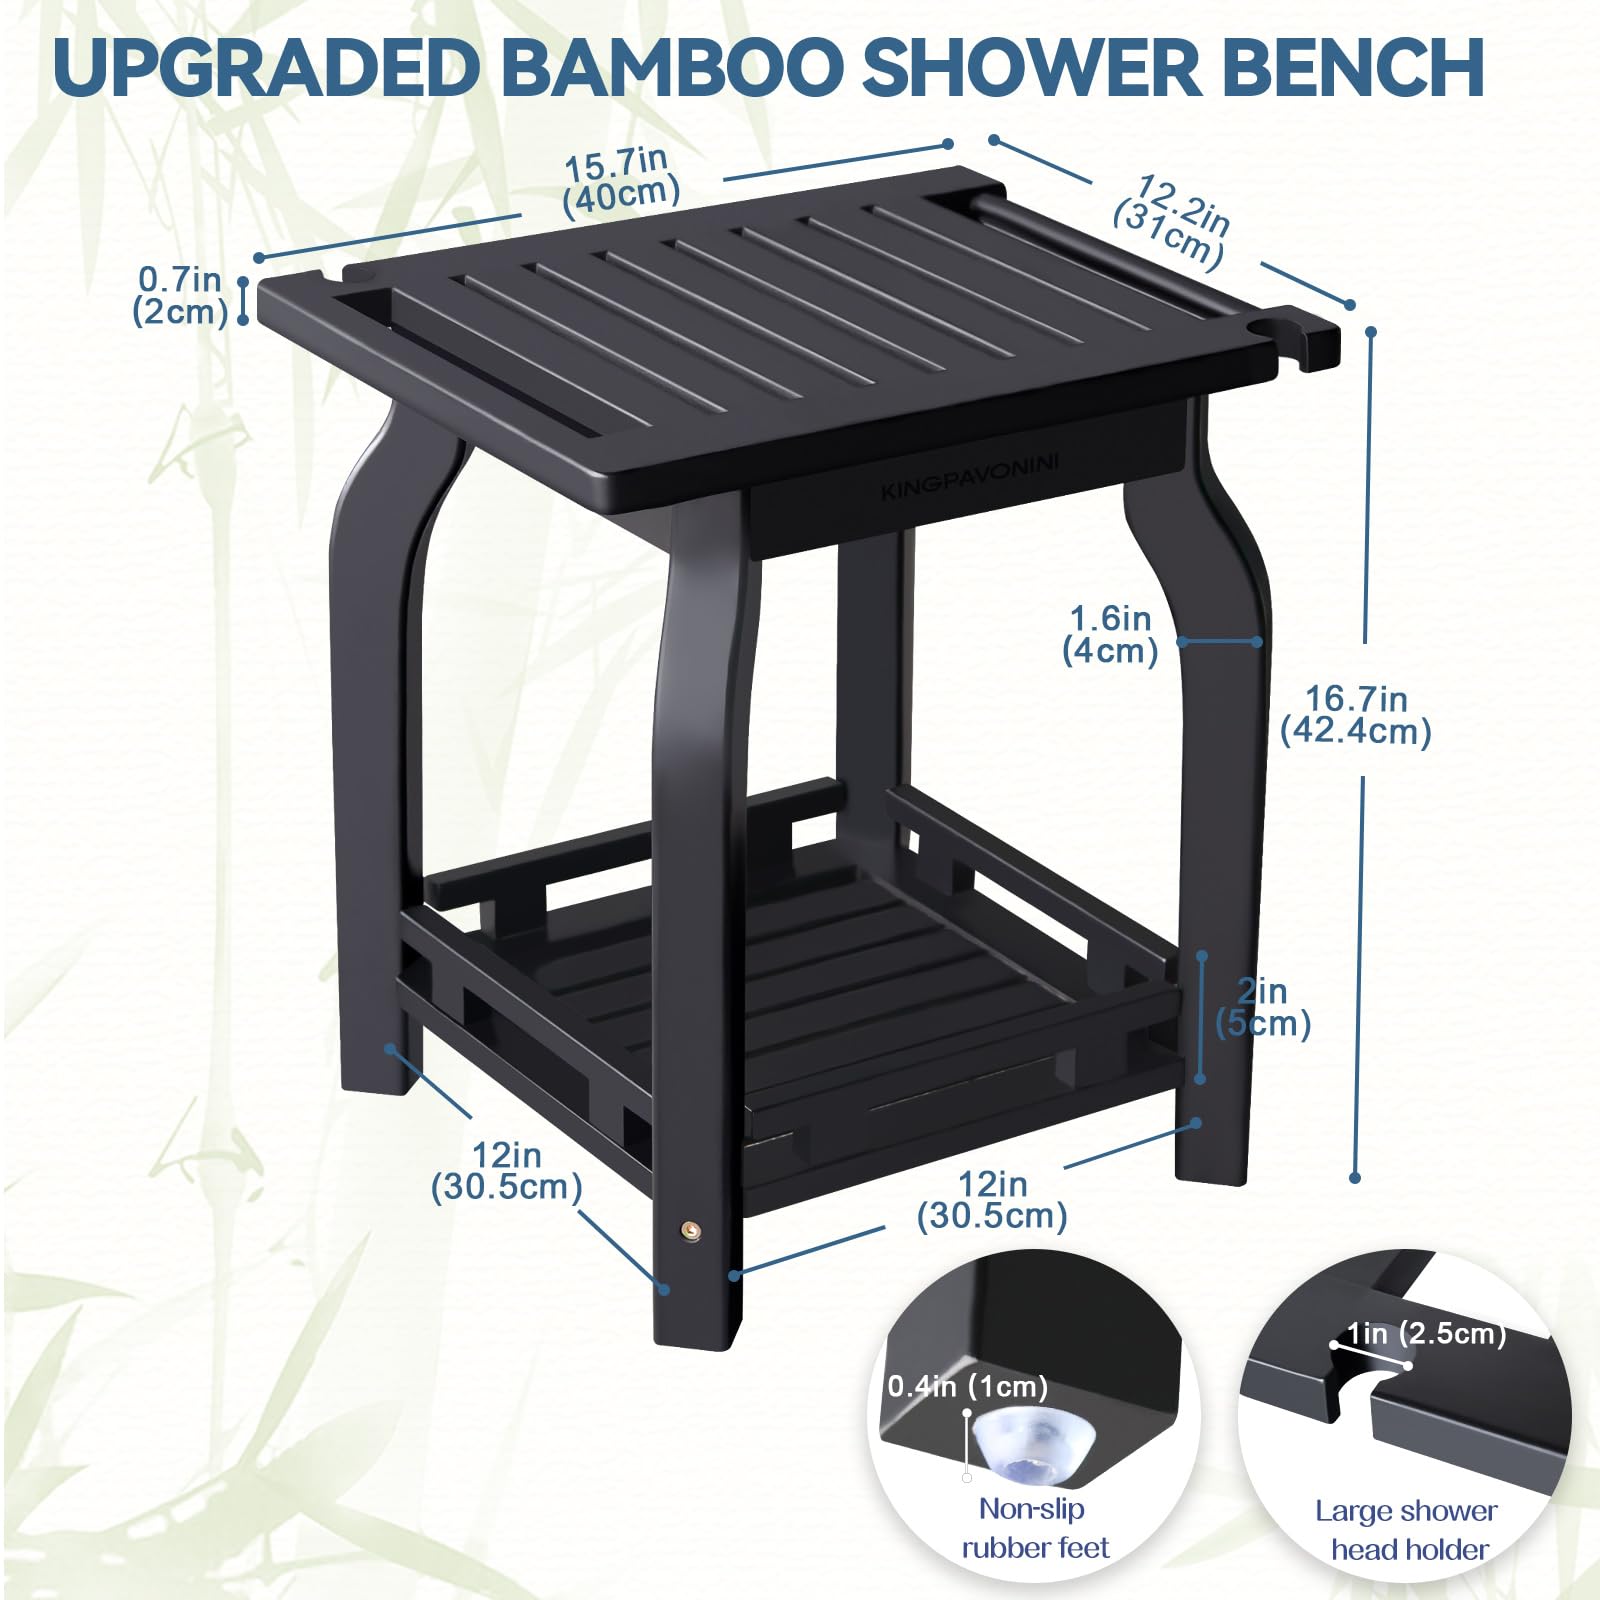 UPGRADED BAMBOO SHOWER BENCH
15.7in
(40cm)
12.2in
(31cm)
0.7in
(2cm)
KINGPAVONINI
1.6in
(4cm)
16.7in
(42.4cm)
2in
(5cm)
12in
(30.5cm)
12in
(30.5cm)
0.4in (1cm)
Non-slip
rubber feet
1in (2.5cm)
Large shower
head holder